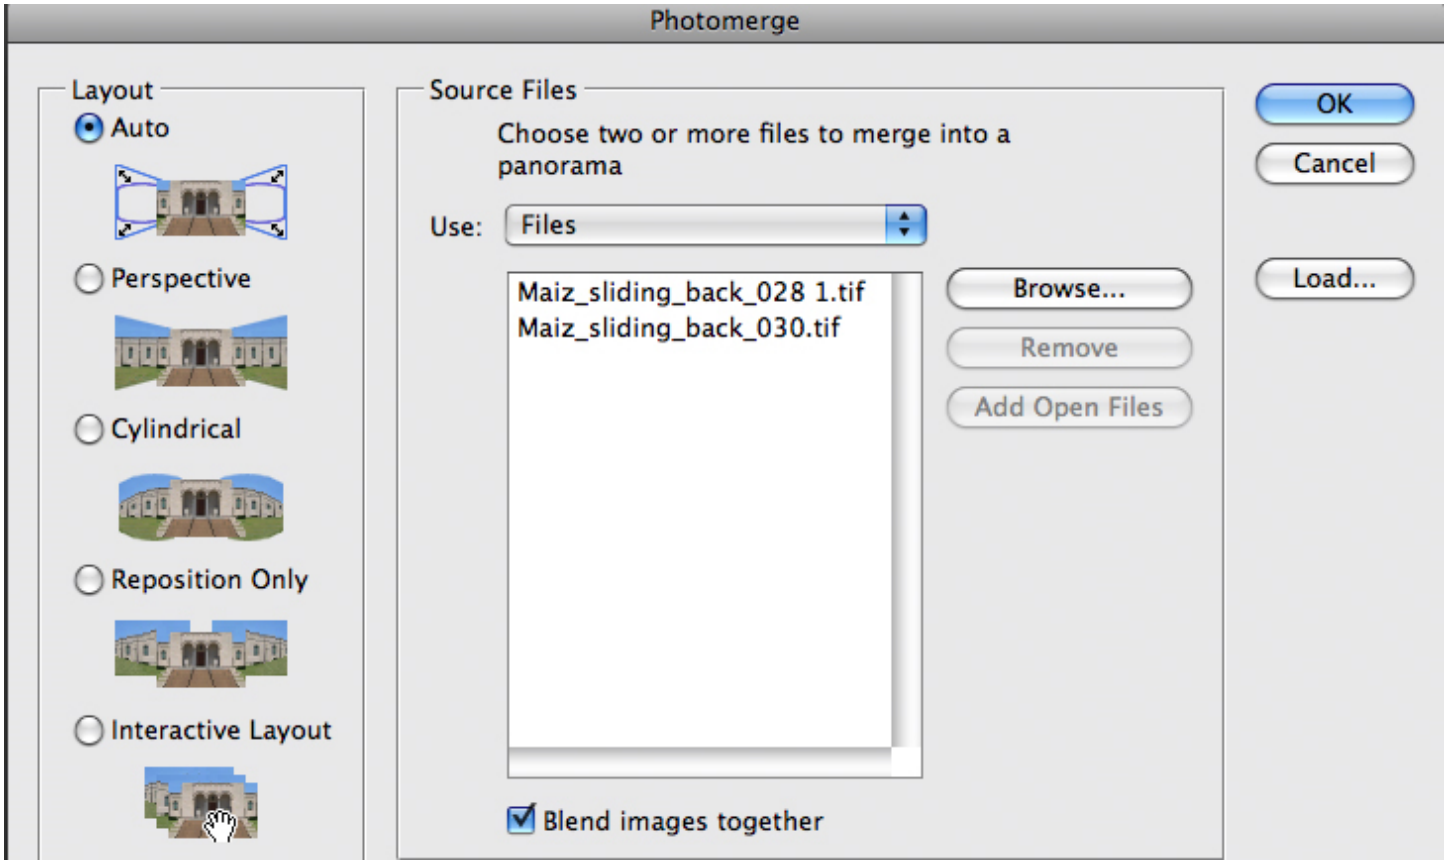 Photomerge
Layout
Auto
Perspective
Cylindrical
Reposition Only
Interactive Layout
Source Files
Choose two or more files to merge into a
panorama
Use: Files
Maiz_sliding_back_028 1.tif
Maiz_sliding_back_030.tif
Browse...
Remove
Add Open Files
Blend images together
OK
Cancel
Load...